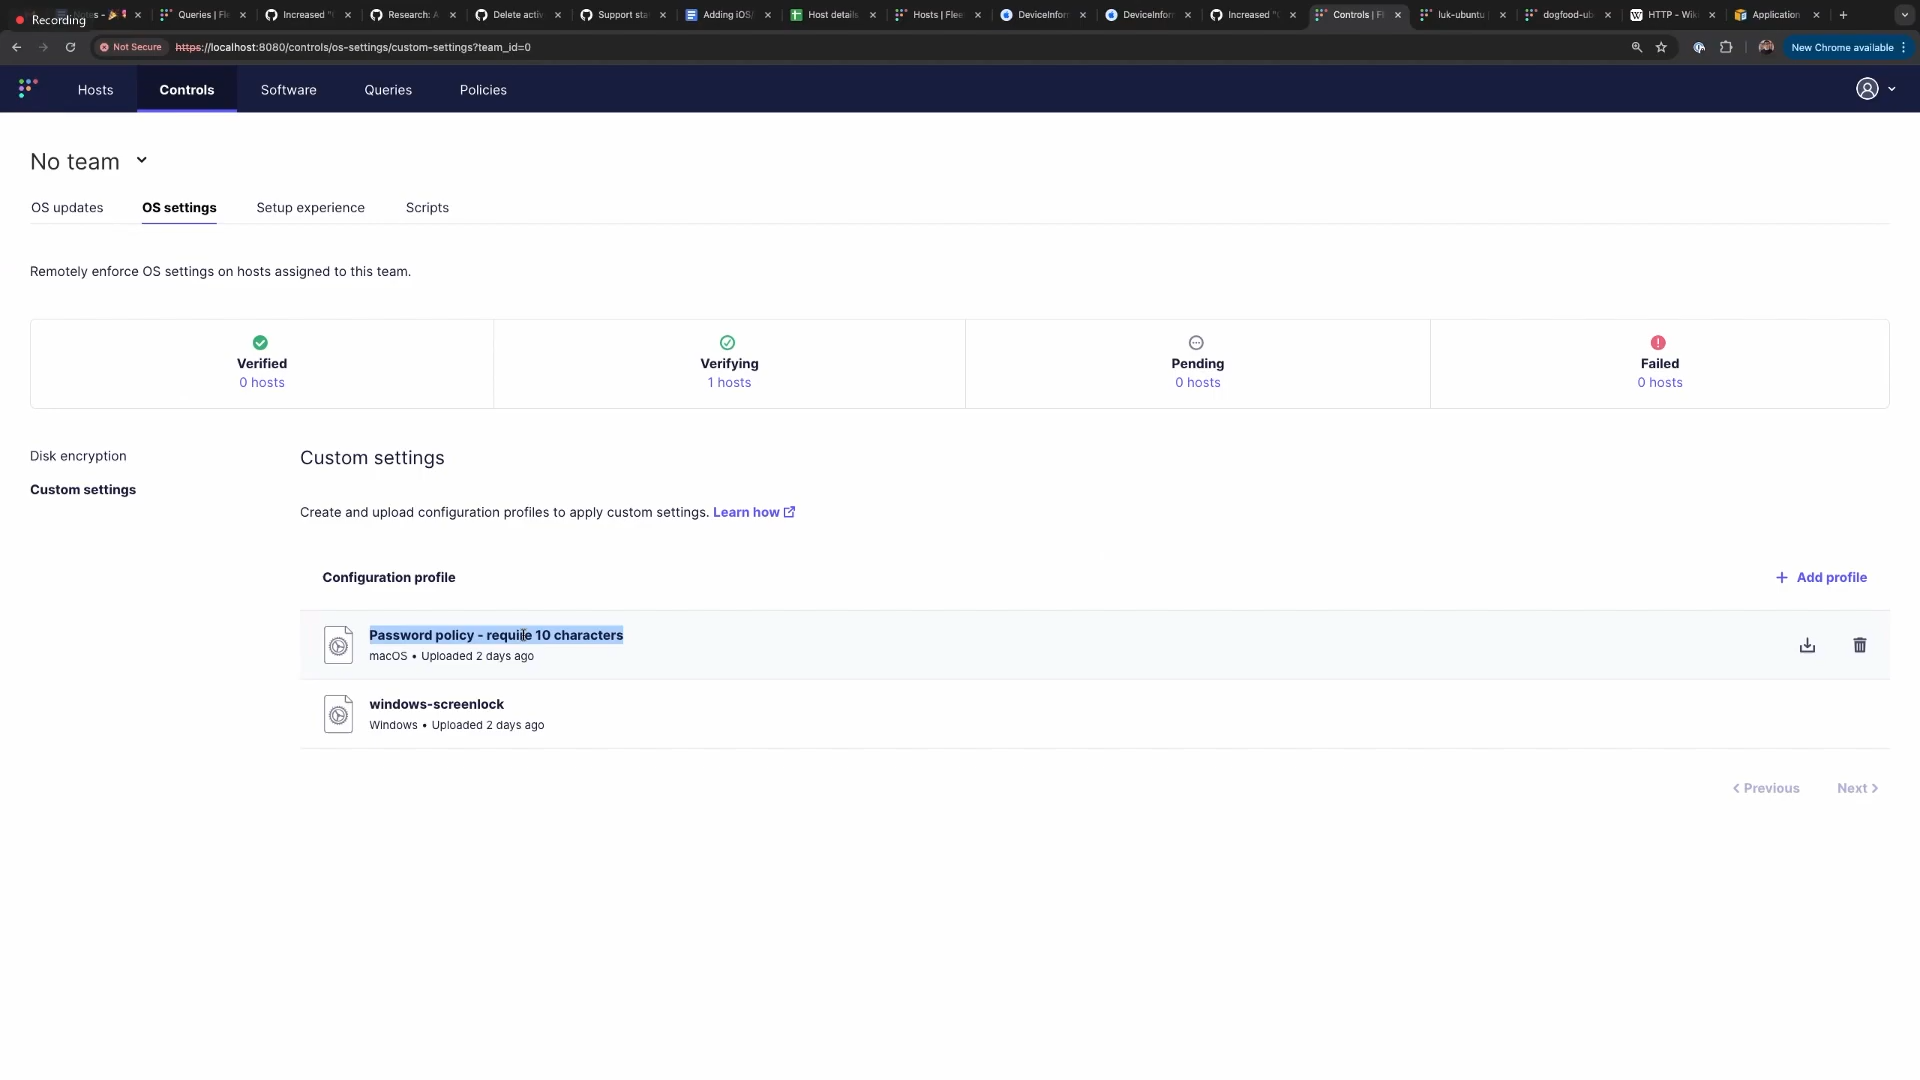 Recording
Notes -
Queries | Fle
Increased "
Research: A
Delete activ
Support sta
Adding iOS/
Host details
Hosts | Flee
DeviceInforn
DeviceInforn
Increased "C
Controls | Fl
luk-ubuntu
dogfood-ub
HTTP - Wik
Application
Not Secure
https://localhost:8080/controls/os-settings/custom-settings?team_id=0
New Chrome available
Hosts
Controls
Software
Queries
Policies
No team
OS updates
OS settings
Setup experience
Scripts
Remotely enforce OS settings on hosts assigned to this team.
Verified
0 hosts
Verifying
1 hosts
Pending
0 hosts
Failed
0 hosts
Disk encryption
Custom settings
Custom settings
Create and upload configuration profiles to apply custom settings. Learn how
Configuration profile
+ Add profile
Password policy - require 10 characters
macOS • Uploaded 2 days ago
windows-screenlock
Windows • Uploaded 2 days ago
< Previous
Next >